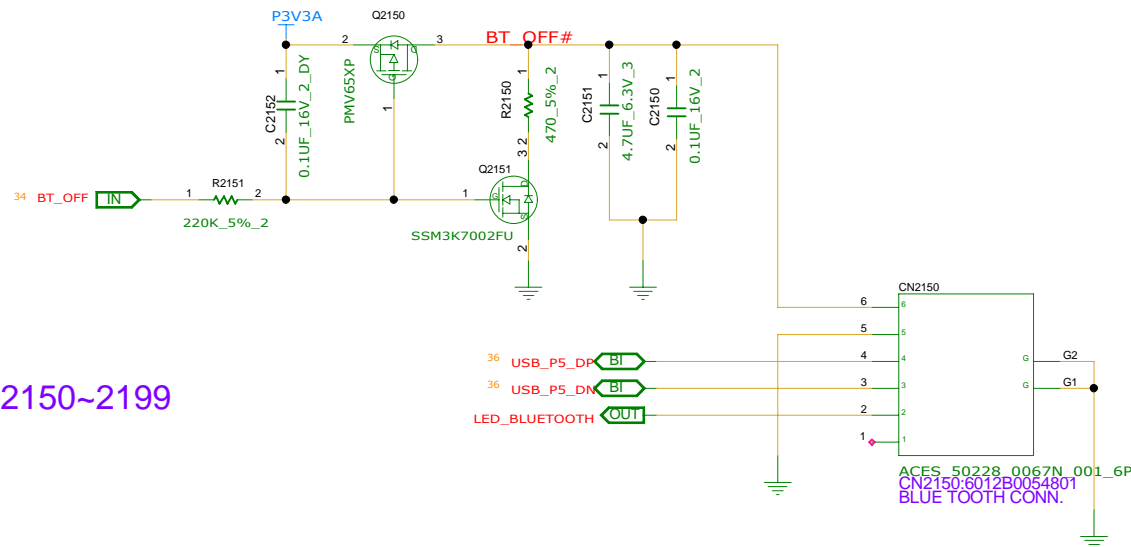 P3V3A
Q2150
2
3
BT_OFF#
S
D
G
1
PMV65XP
1
C2152
2
0.1UF_16V_2_DY
1
R2150
2
470_5%_2
1
C2151
2
4.7UF_6.3V_3
1
C2150
2
0.1UF_16V_2
34 BT_OFF IN
1
R2151
2
220K_5%_2
3
Q2151
1
G
D
S
2
SSM3K7002FU
CN2150
6 6
5 5
36 USB_P5_DP BI 4 4
G G2
36 USB_P5_DN BI 3 3
G G1
LED_BLUETOOTH OUT 2 2
1 1
2150~2199
ACES_50228_0067N_001_6P
CN2150:6012B0054801
BLUE TOOTH CONN.